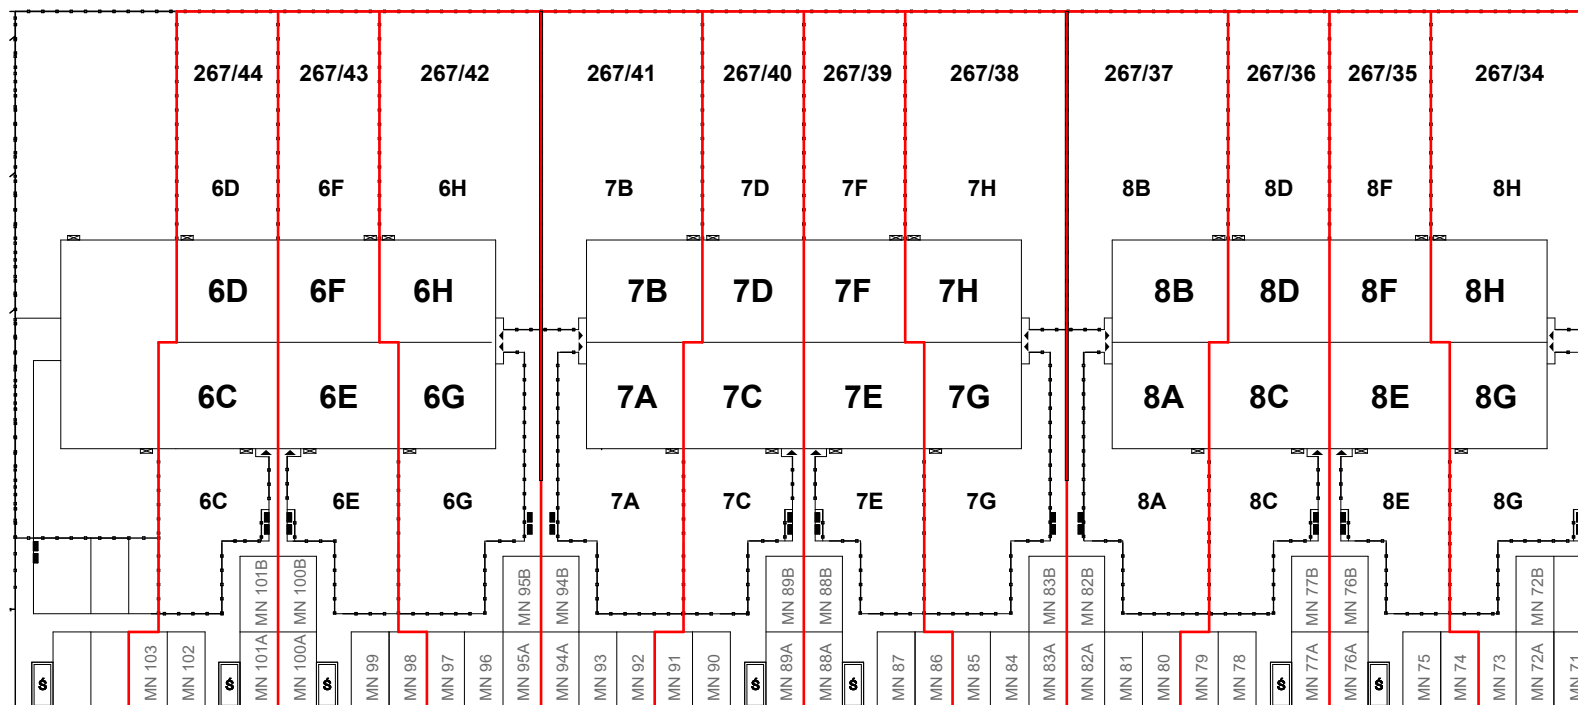 267/44 267/43 267/42 267/41 267/40 267/39 267/38 267/37 267/36 267/35 267/34
6D 6F 6H 7B 7D 7F 7H 8B 8D 8F 8H
6D 6F 6H 7B 7D 7F 7H 8B 8D 8F 8H
6C 6E 6G 7A 7C 7E 7G 8A 8C 8E 8G
6C 6E 6G 7A 7C 7E 7G 8A 8C 8E 8G
MN 101B MN 100B MN 95B MN 94B MN 89B MN 88B MN 83B MN 82B MN 77B MN 76B MN 72B
Ś MN 103 MN 102 Ś MN 101A MN 100A Ś MN 99 MN 98 MN 97 MN 96 MN 95A MN 94A MN 93 MN 92 MN 91 MN 90 Ś MN 89A MN 88A Ś MN 87 MN 86 MN 85 MN 84 MN 83A MN 82A MN 81 MN 80 MN 79 MN 78 Ś MN 77A MN 76A Ś MN 75 MN 74 MN 73 MN 72A MN 71